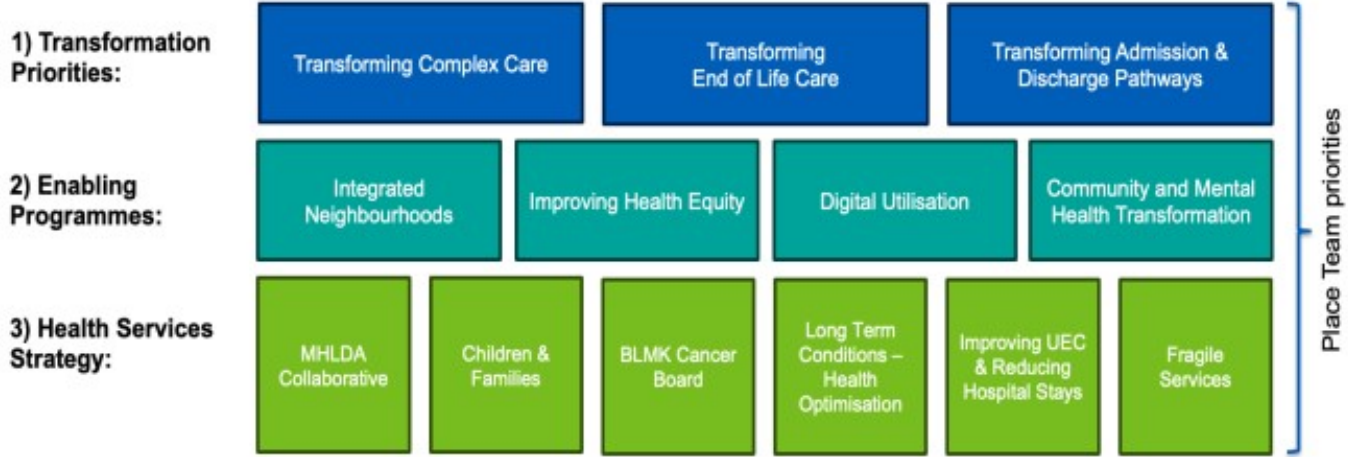 1) Transformation
Priorities:
Transforming Complex Care
Transforming
End of Life Care
Transforming Admission &
Discharge Pathways
2) Enabling
Programmes:
Integrated
Neighbourhoods
Improving Health Equity
Digital Utilisation
Community and Mental
Health Transformation
3) Health Services
Strategy:
MHLDA
Collaborative
Children &
Families
BLMK Cancer
Board
Long Term
Conditions –
Health
Optimisation
Improving UEC
& Reducing
Hospital Stays
Fragile
Services
Place Team priorities